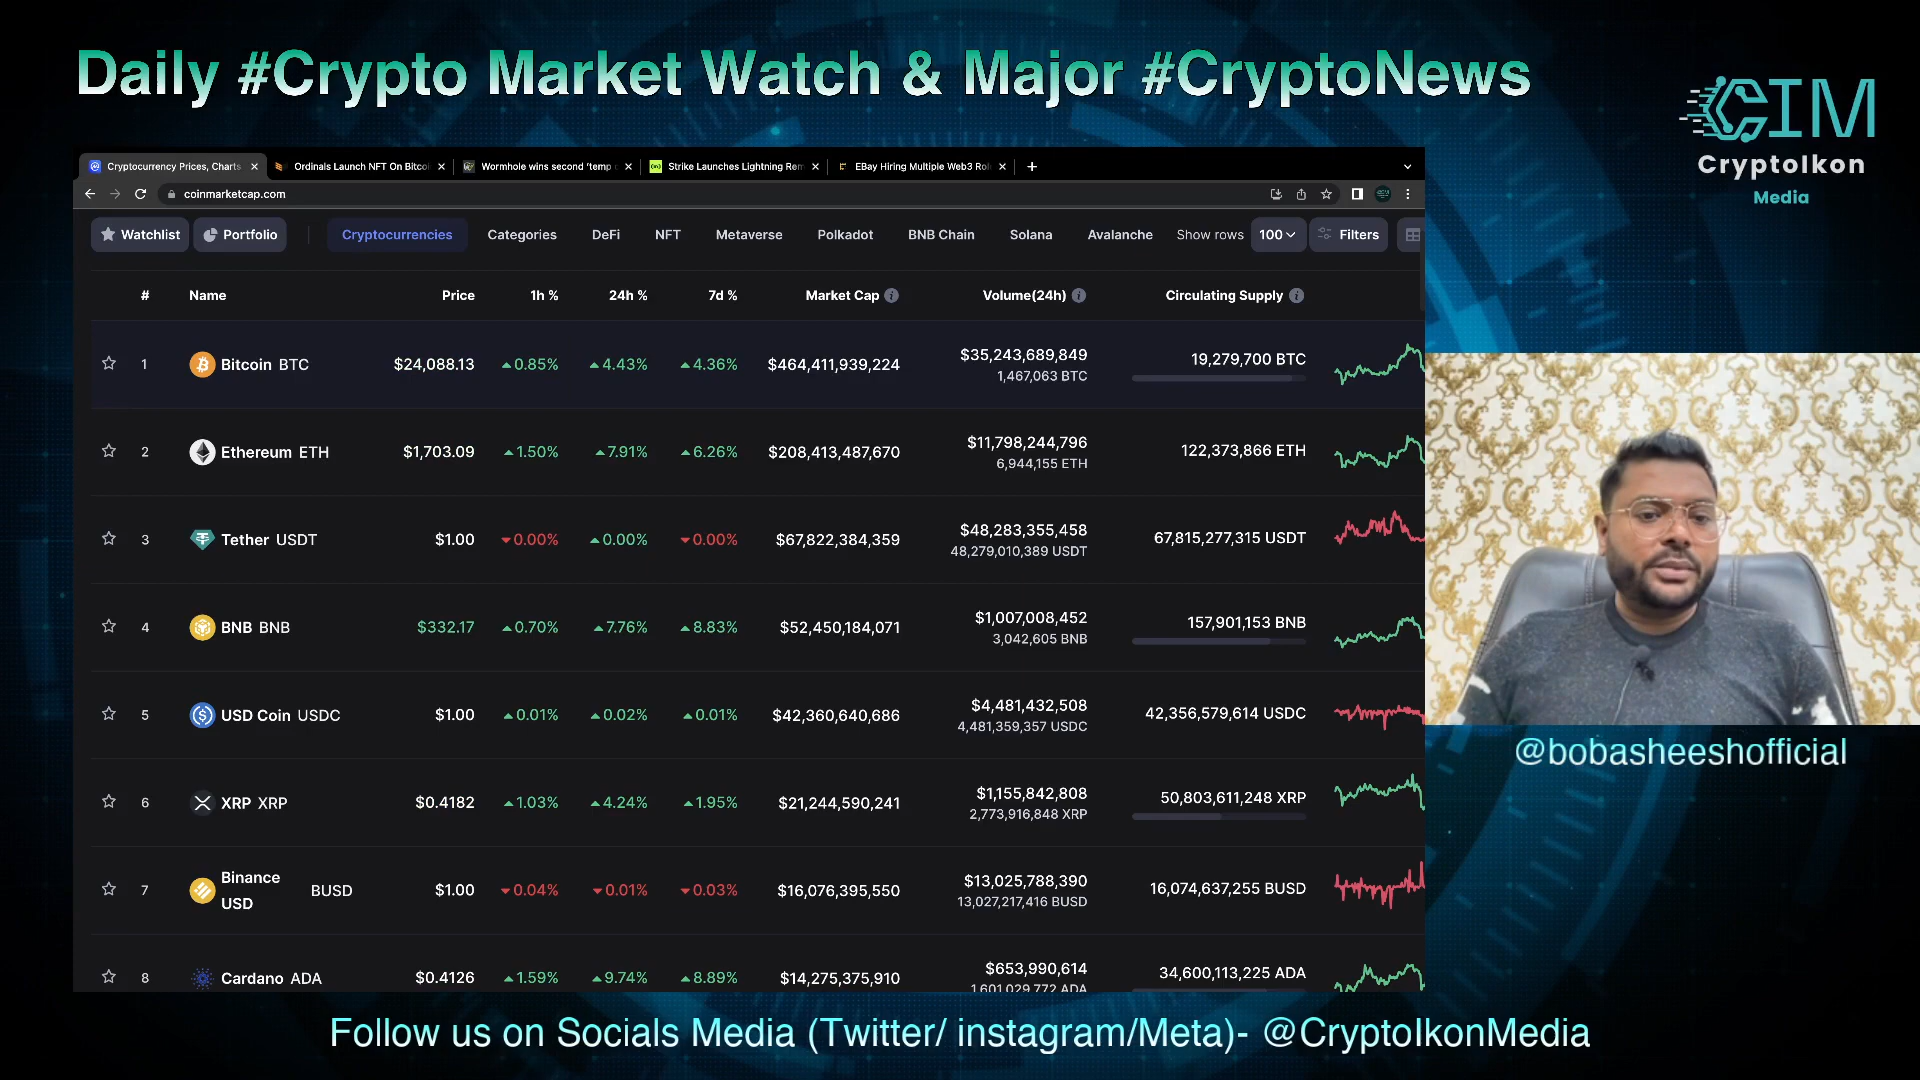 Daily #Crypto Market Watch & Major #CryptoNews
CIM
CryptoIkon
Media
Cryptocurrency Prices, Charts
Ordinals Launch NFT On Bitcoi
Wormhole wins second 'temp c
Strike Launches Lightning Rem
EBay Hiring Multiple Web3 Rol
coinmarketcap.com
Watchlist Portfolio Cryptocurrencies Categories DeFi NFT Metaverse Polkadot BNB Chain Solana Avalanche Show rows 100 Filters
# Name Price 1h % 24h % 7d % Market Cap Volume(24h) Circulating Supply
1 Bitcoin BTC $24,088.13 0.85% 4.43% 4.36% $464,411,939,224 $35,243,689,849 19,279,700 BTC
1,467,063 BTC
2 Ethereum ETH $1,703.09 1.50% 7.91% 6.26% $208,413,487,670 $11,798,244,796 122,373,866 ETH
6,944,155 ETH
3 Tether USDT $1.00 0.00% 0.00% 0.00% $67,822,384,359 $48,283,355,458 67,815,277,315 USDT
48,279,010,389 USDT
4 BNB BNB $332.17 0.70% 7.76% 8.83% $52,450,184,071 $1,007,008,452 157,901,153 BNB
3,042,605 BNB
5 USD Coin USDC $1.00 0.01% 0.02% 0.01% $42,360,640,686 $4,481,432,508 42,356,579,614 USDC
4,481,359,357 USDC
6 XRP XRP $0.4182 1.03% 4.24% 1.95% $21,244,590,241 $1,155,842,808 50,803,611,248 XRP
2,773,916,848 XRP
7 Binance USD BUSD $1.00 0.04% 0.01% 0.03% $16,076,395,550 $13,025,788,390 16,074,637,255 BUSD
13,027,217,416 BUSD
8 Cardano ADA $0.4126 1.59% 9.74% 8.89% $14,275,375,910 $653,990,614 34,600,113,225 ADA
1,601,029,772 ADA
@bobasheeshofficial
Follow us on Socials Media (Twitter/ instagram/Meta)- @CryptoIkonMedia